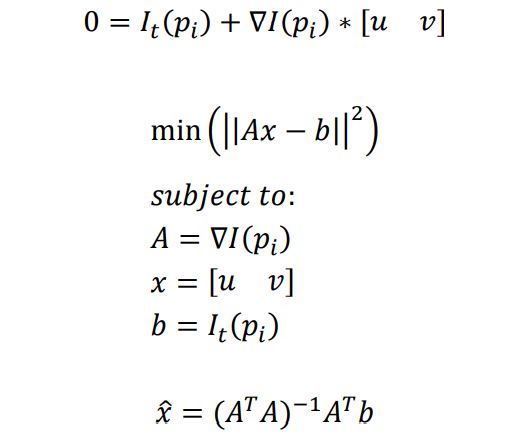 0 = I_t(p_i) + ∇I(p_i) * [u v]
min(||Ax − b||²)
subject to:
A = ∇I(p_i)
x = [u v]
b = I_t(p_i)
x̂ = (AᵀA)⁻¹Aᵀb